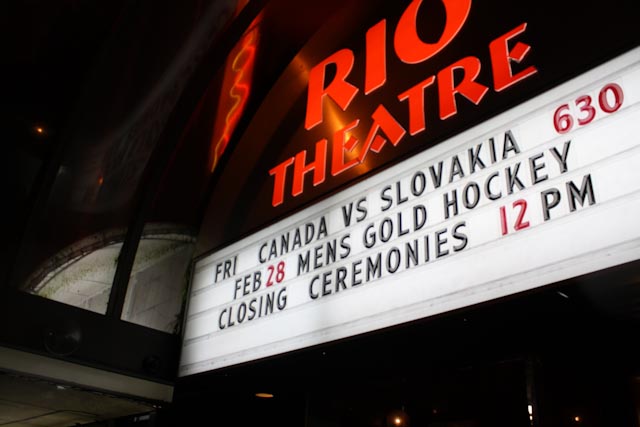 RIO
THEATRE
FRI CANADA VS SLOVAKIA 630
FEB 28 MENS GOLD HOCKEY
CLOSING CEREMONIES 12 PM